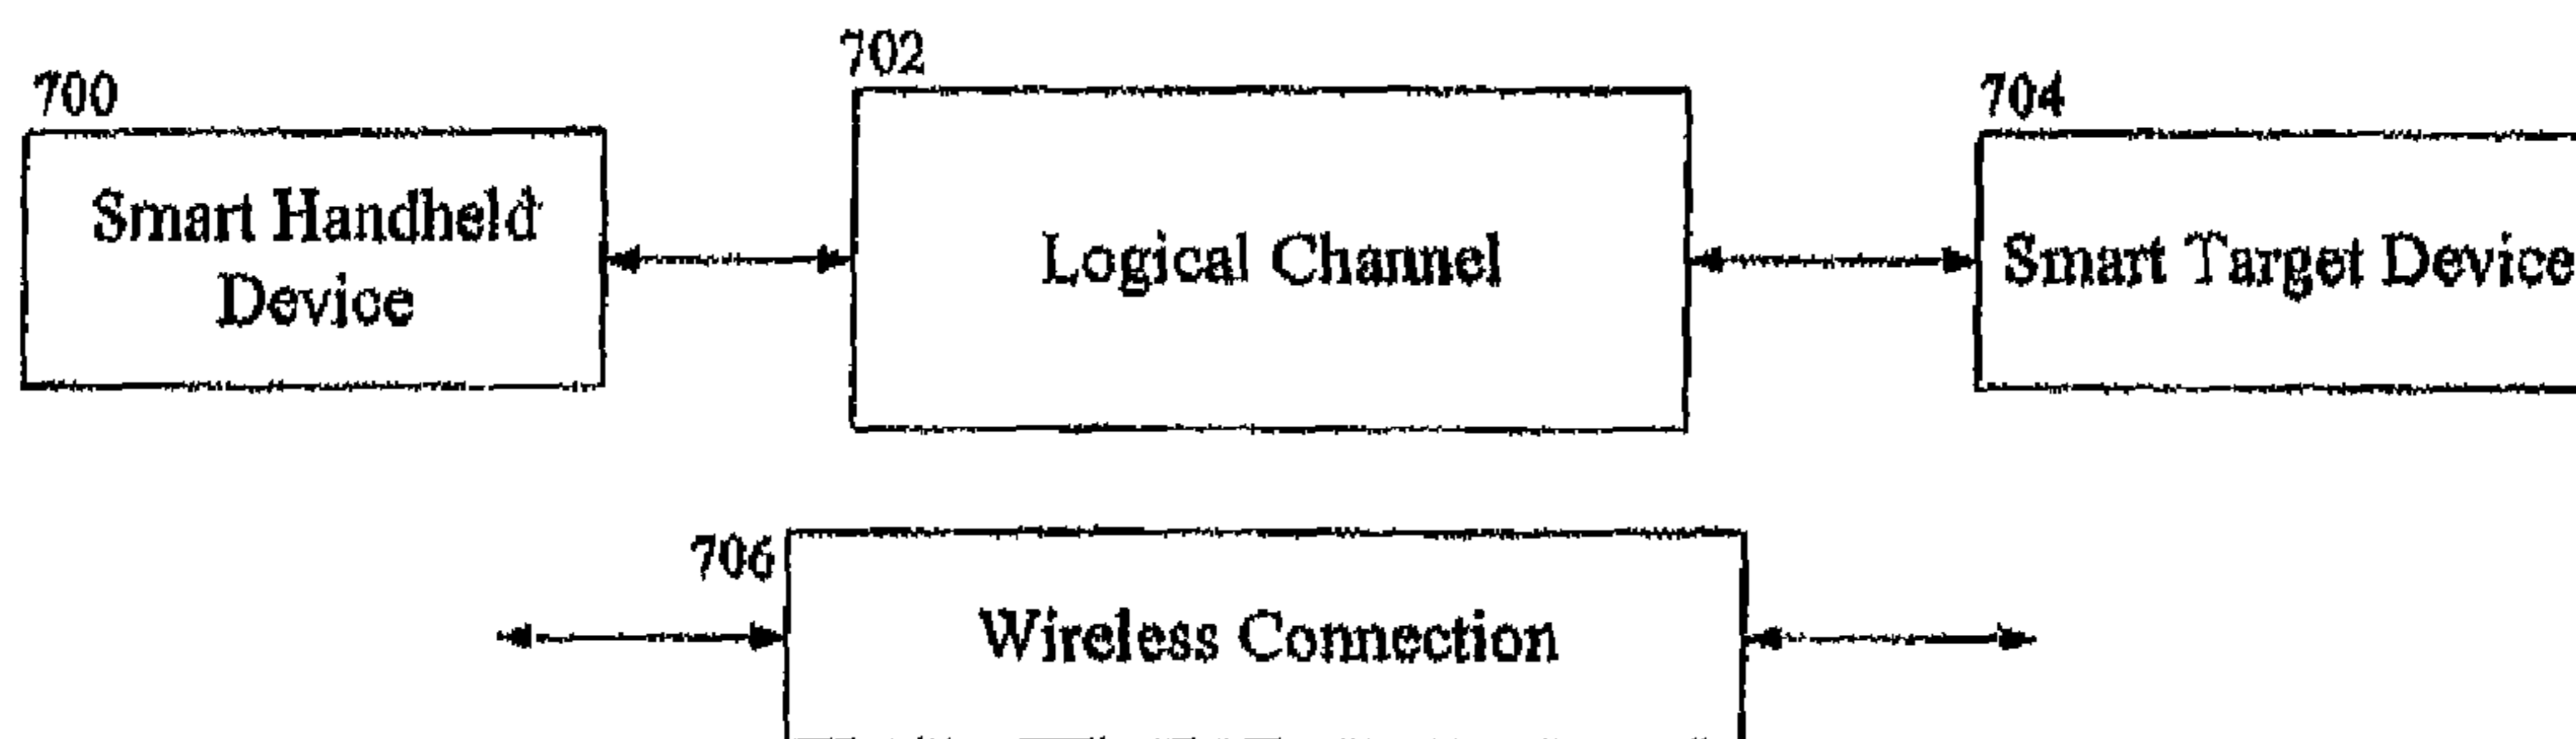 702
700
704
Smart Handheld
Device
Logical Channel
Smart Target Device
706
Wireless Connection